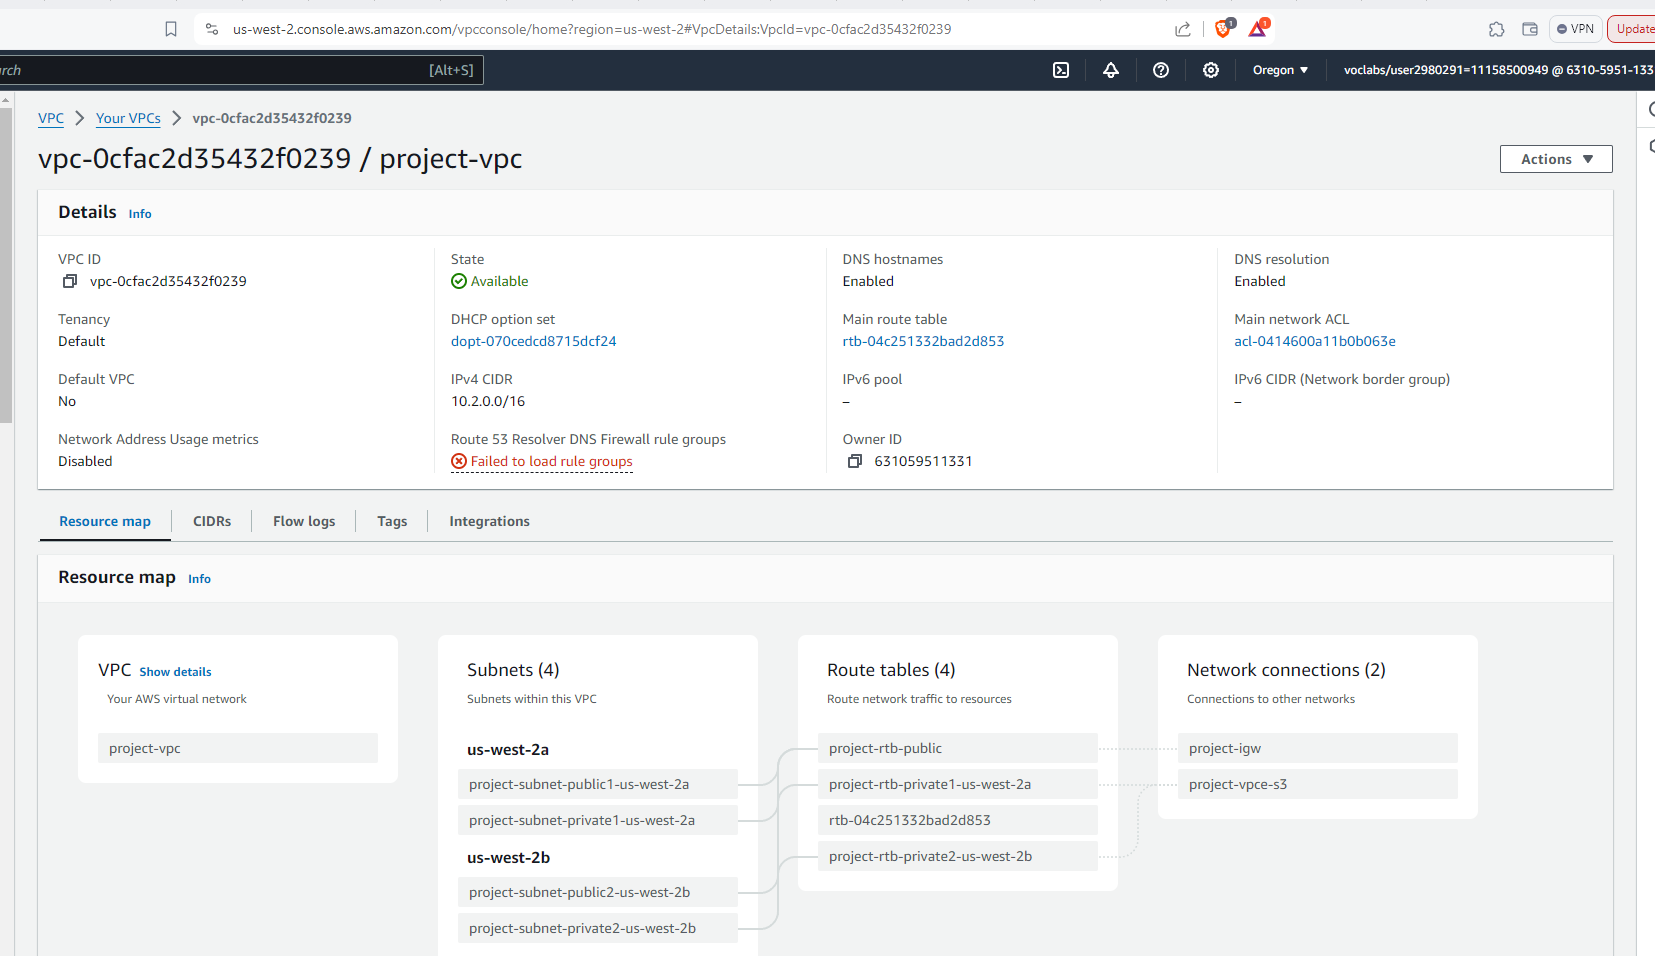 us-west-2.console.aws.amazon.com/vpcconsole/home?region=us-west-2#VpcDetails:VpcId=vpc-0cfac2d35432f0239
1
1
VPN
Update
rch
[Alt+S]
Oregon
voclabs/user2980291=11158500949 @ 6310-5951-133
VPC
Your VPCs
vpc-0cfac2d35432f0239
vpc-0cfac2d35432f0239 / project-vpc
Actions
Details Info
VPC ID
vpc-0cfac2d35432f0239
State
Available
DNS hostnames
Enabled
DNS resolution
Enabled
Tenancy
Default
DHCP option set
dopt-070cedcd8715dcf24
Main route table
rtb-04c251332bad2d853
Main network ACL
acl-0414600a11b0b063e
Default VPC
No
IPv4 CIDR
10.2.0.0/16
IPv6 pool
–
IPv6 CIDR (Network border group)
–
Network Address Usage metrics
Disabled
Route 53 Resolver DNS Firewall rule groups
Failed to load rule groups
Owner ID
631059511331
Resource map
CIDRs
Flow logs
Tags
Integrations
Resource map Info
VPC Show details
Your AWS virtual network
project-vpc
Subnets (4)
Subnets within this VPC
us-west-2a
project-subnet-public1-us-west-2a
project-subnet-private1-us-west-2a
us-west-2b
project-subnet-public2-us-west-2b
project-subnet-private2-us-west-2b
Route tables (4)
Route network traffic to resources
project-rtb-public
project-rtb-private1-us-west-2a
rtb-04c251332bad2d853
project-rtb-private2-us-west-2b
Network connections (2)
Connections to other networks
project-igw
project-vpce-s3